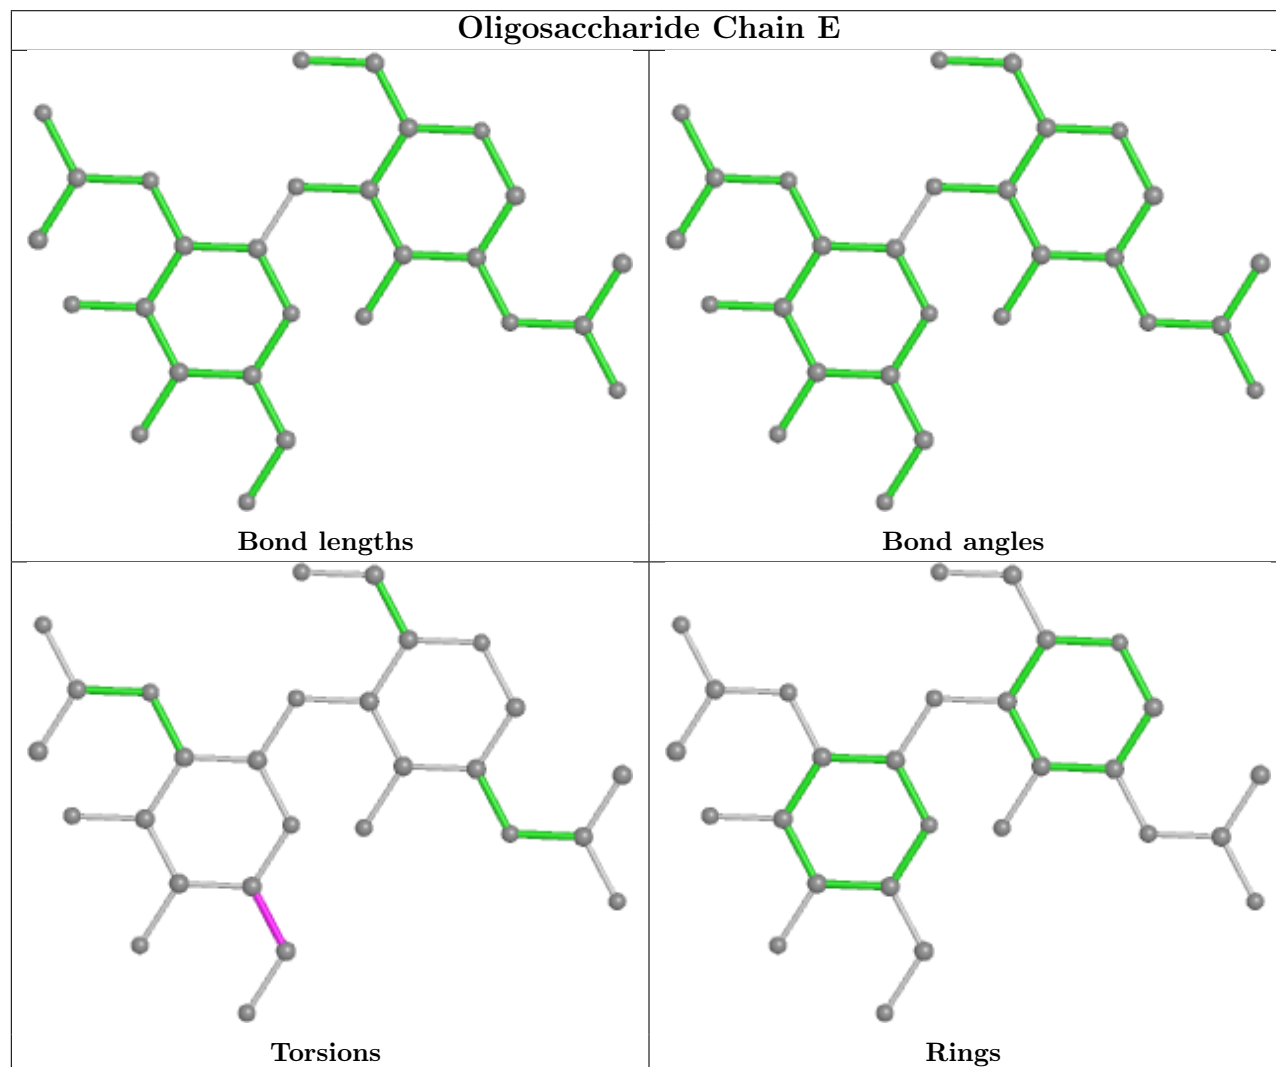 Oligosaccharide Chain E
Bond lengths
Bond angles
Torsions
Rings